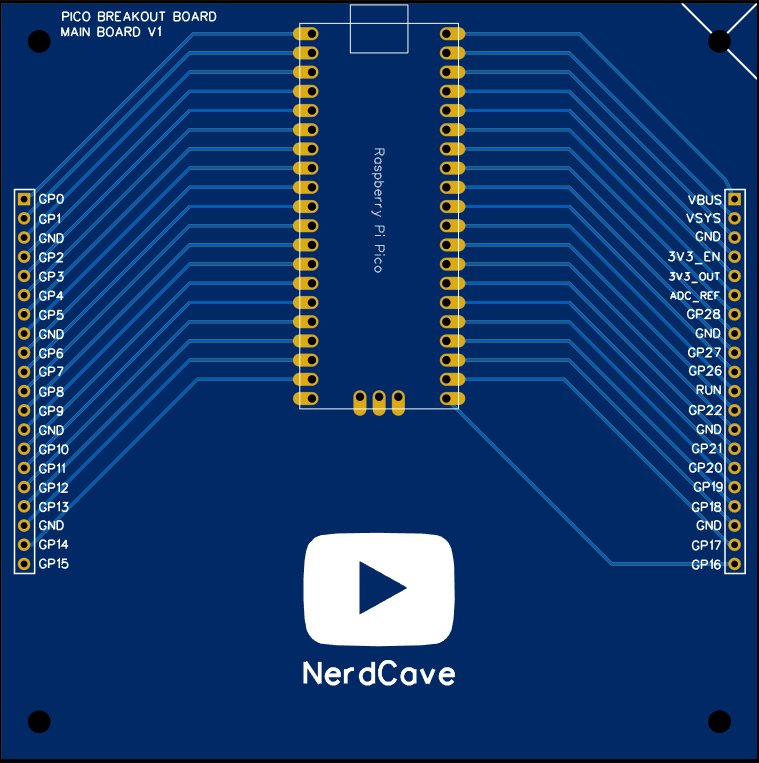 PICO BREAKOUT BOARD
MAIN BOARD V1
Raspberry Pi Pico
GP0
GP1
GND
GP2
GP3
GP4
GP5
GND
GP6
GP7
GP8
GP9
GND
GP10
GP11
GP12
GP13
GND
GP14
GP15
VBUS
VSYS
GND
3V3_EN
3V3_OUT
ADC_REF
GP28
GND
GP27
GP26
RUN
GP22
GND
GP21
GP20
GP19
GP18
GND
GP17
GP16
NerdCave